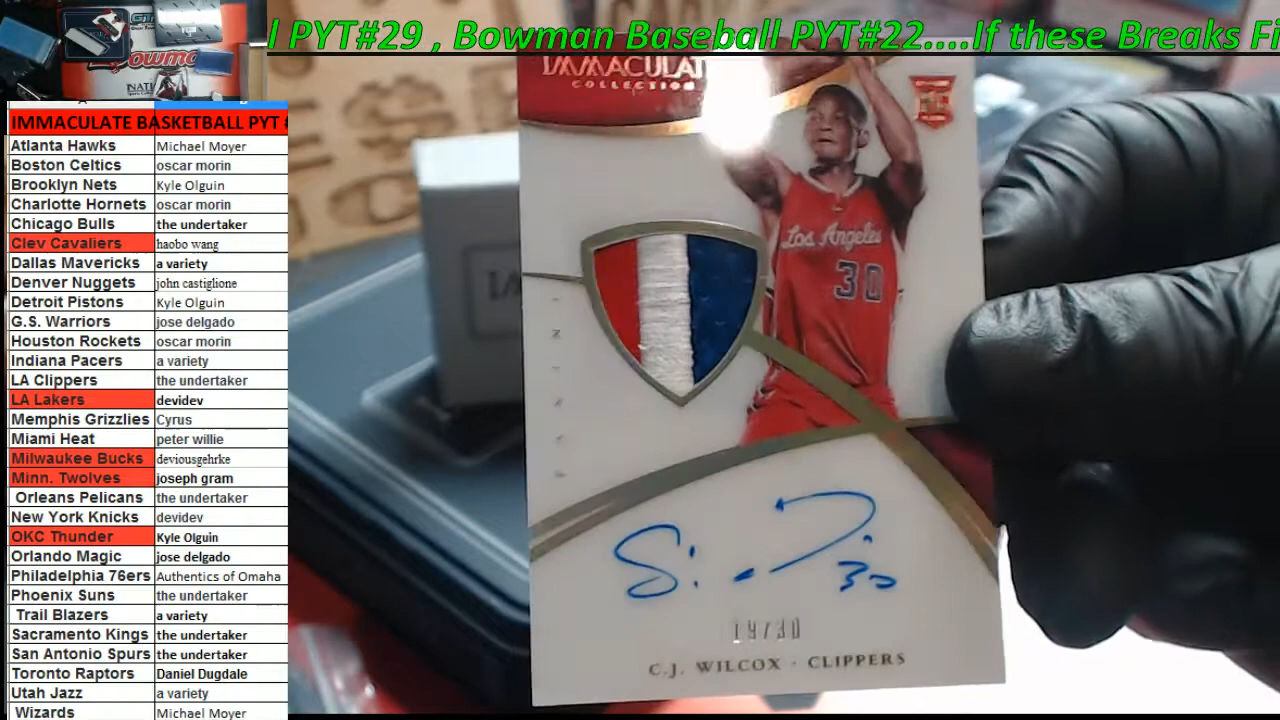 l PYT#29 , Bowman Baseball PYT#22....If these Breaks Fi
IMMACULATE BASKETBALL PYT #
Atlanta Hawks Michael Moyer
Boston Celtics oscar morin
Brooklyn Nets Kyle Olguin
Charlotte Hornets oscar morin
Chicago Bulls the undertaker
Clev Cavaliers haobo wang
Dallas Mavericks a variety
Denver Nuggets john castiglione
Detroit Pistons Kyle Olguin
G.S. Warriors jose delgado
Houston Rockets oscar morin
Indiana Pacers a variety
LA Clippers the undertaker
LA Lakers devidev
Memphis Grizzlies Cyrus
Miami Heat peter willie
Milwaukee Bucks deviousgehrke
Minn. Twolves joseph gram
Orleans Pelicans the undertaker
New York Knicks devidev
OKC Thunder Kyle Olguin
Orlando Magic jose delgado
Philadelphia 76ers Authentics of Omaha
Phoenix Suns the undertaker
Trail Blazers a variety
Sacramento Kings the undertaker
San Antonio Spurs the undertaker
Toronto Raptors Daniel Dugdale
Utah Jazz a variety
Wizards Michael Moyer
IMMACULAT
COLLECTION
Los Angeles
30
30
19/30
C.J. WILCOX · CLIPPERS